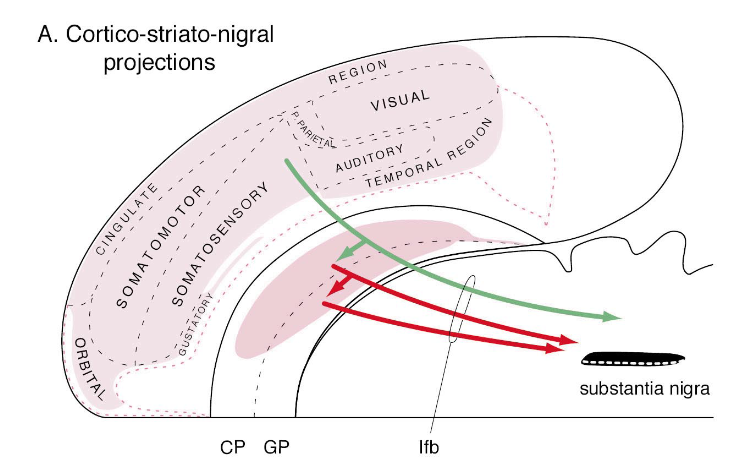 A. Cortico-striato-nigral
projections
REGION
VISUAL
P. PARIETAL
AUDITORY
TEMPORAL REGION
CINGULATE
SOMATOMOTOR
SOMATOSENSORY
GUSTATORY
ORBITAL
substantia nigra
CP GP lfb